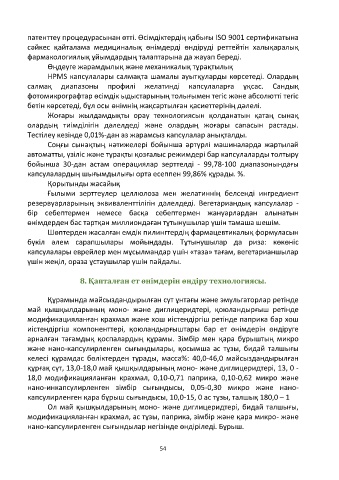 патенттеу процедурасынан өтті. Өсімдіктердің қабығы ISO 9001 сертификатына
сәйкес қайталама медициналық өнімдерді өндіруді реттейтін халықаралық
фармакологиялық ұйымдардың талаптарына да жауап береді.
Өңдеуге жарамдылық және механикалық тұрақтылық
HPMS капсулалары салмақта шамалы ауытқуларды көрсетеді. Олардың
салмақ диапазоны профилі желатинді капсулаларға ұқсас. Сандық
фотомикрографтар өсімдік ыдыстарының толығымен тегіс және абсолютті тегіс
бетін көрсетеді, бұл осы өнімнің жақсартылған қасиеттерінің дәлелі.
Жоғары жылдамдықты орау технологиясын қолданатын қатаң сынақ
олардың тиімділігін дәлелдеді және олардың жоғары сапасын растады.
Тестілеу кезінде 0,01%-дан аз жарамсыз капсулалар анықталды.
Соңғы сынақтың нәтижелері бойынша әртүрлі машиналарда жартылай
автоматты, үзіліс және тұрақты қозғалыс режимдері бар капсулаларды толтыру
бойынша 30-дан астам операциялар зерттелді - 99,78-100 диапазонындағы
капсулалардың шығымдылығы орта есеппен 99,86% құрады. %.
Қорытынды жасайық
Ғылыми зерттеулер целлюлоза мен желатиннің белсенді ингредиент
резервуарларының эквиваленттілігін дәлелдеді. Вегетариандық капсулалар -
бір себептермен немесе басқа себептермен жануарлардан алынатын
өнімдерден бас тартқан миллиондаған тұтынушылар үшін тамаша шешім.
Шөптерден жасалған емдік пилингтердің фармацевтикалық формуласын
бүкіл әлем сарапшылары мойындады. Тұтынушылар да риза: көкөніс
капсулалары еврейлер мен мұсылмандар үшін «таза» тағам, вегетарианшылар
үшін жеңіл, ораза ұстаушылар үшін пайдалы.
8. Қапталған ет өнімдерін өндіру технологиясы.
Құрамында майсыздандырылған сүт ұнтағы және эмульгаторлар ретінде
май қышқылдарының моно- және диглицеридтері, қоюландырғыш ретінде
модификацияланған крахмал және хош иістендіргіш ретінде паприка бар хош
иістендіргіш компоненттері, қоюландырғыштары бар ет өнімдерін өндіруге
арналған тағамдық қоспалардың құрамы. Зімбір мен қара бұрыштың микро
және нано-капсулирленген сығындылары, қосымша ас тұзы, бидай талшығы
келесі құрамдас бөліктерден тұрады, масса%: 40,0-46,0 майсыздандырылған
құрғақ сүт, 13,0-18,0 май қышқылдарының моно- және диглицеридтері, 13, 0 -
18,0 модификацияланған крахмал, 0,10-0,71 паприка, 0,10-0,62 микро және
нано-инкапсулирленген зімбір сығындысы, 0,05-0,30 микро және нано-
капсулирленген қара бұрыш сығындысы, 10,0-15, 0 ас тұзы, талшық 180,0 – 1
Ол май қышқылдарының моно- және диглицеридтері, бидай талшығы,
модификацияланған крахмал, ас тұзы, паприка, зімбір және қара микро- және
нано-капсулирленген сығындылар негізінде өндіріледі. Бұрыш.
54